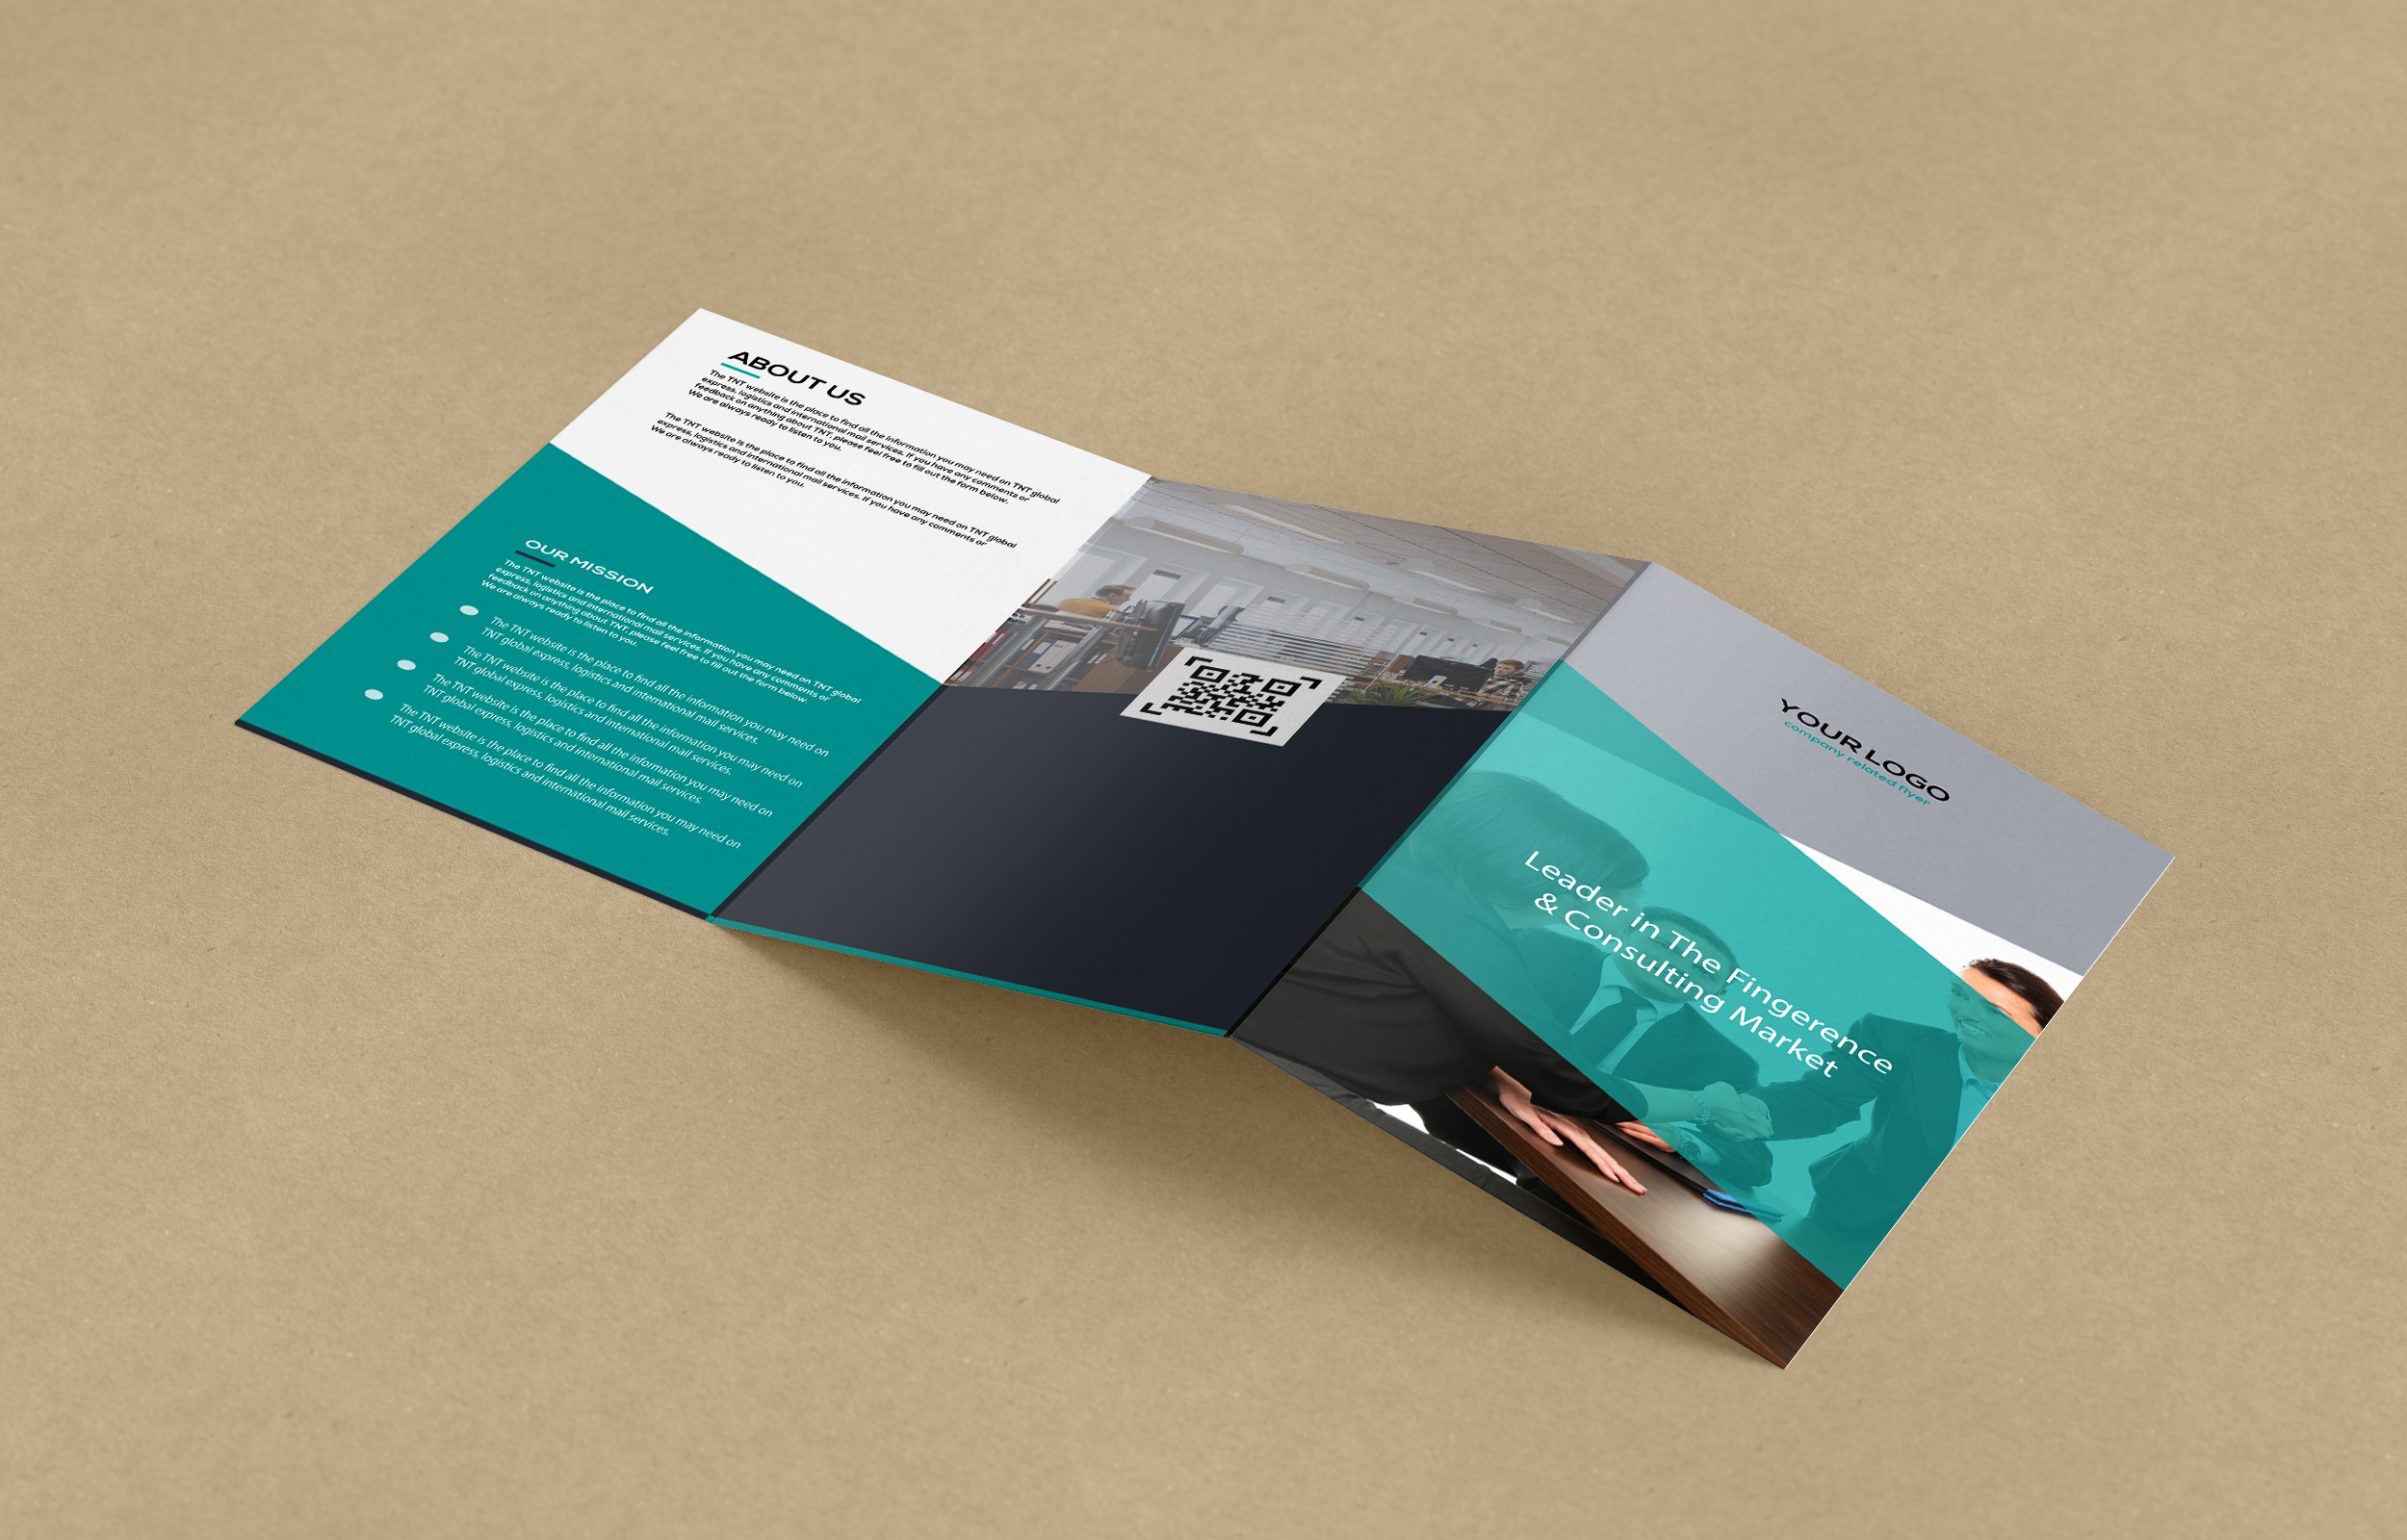 ABOUT US
The TNT website is the place to find all the information you may need on TNT global
express, logistics and international mail services. If you have any comments or
feedback on anything about TNT, please feel free to fill out the form below.
We are always ready to listen to you.
The TNT website is the place to find all the information you may need on TNT global
express, logistics and international mail services. If you have any comments or
We are always ready to listen to you.
OUR MISSION
The TNT website is the place to find all the information you may need on TNT global
express, logistics and international mail services. If you have any comments or
feedback on anything about TNT, please feel free to fill out the form below.
We are always ready to listen to you.
The TNT website is the place to find all the information you may need on
TNT global express, logistics and international mail services.
The TNT website is the place to find all the information you may need on
TNT global express, logistics and international mail services.
The TNT website is the place to find all the information you may need on
TNT global express, logistics and international mail services.
The TNT website is the place to find all the information you may need on
TNT global express, logistics and international mail services.
YOUR LOGO
company related flyer
Leader in The Fingerence
& Consulting Market